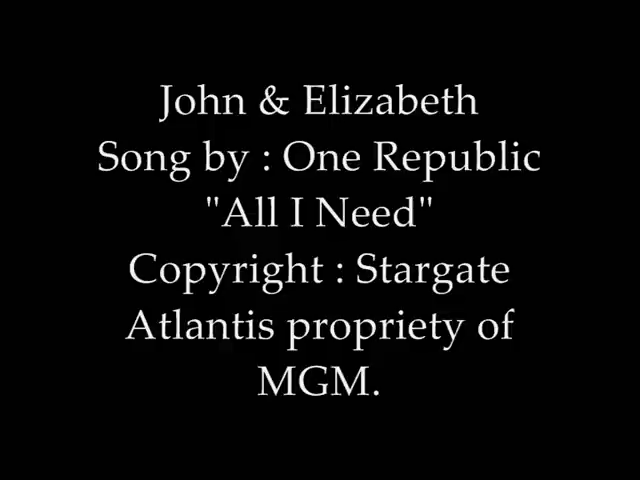 John & Elizabeth
Song by : One Republic
"All I Need"
Copyright : Stargate
Atlantis propriety of
MGM.